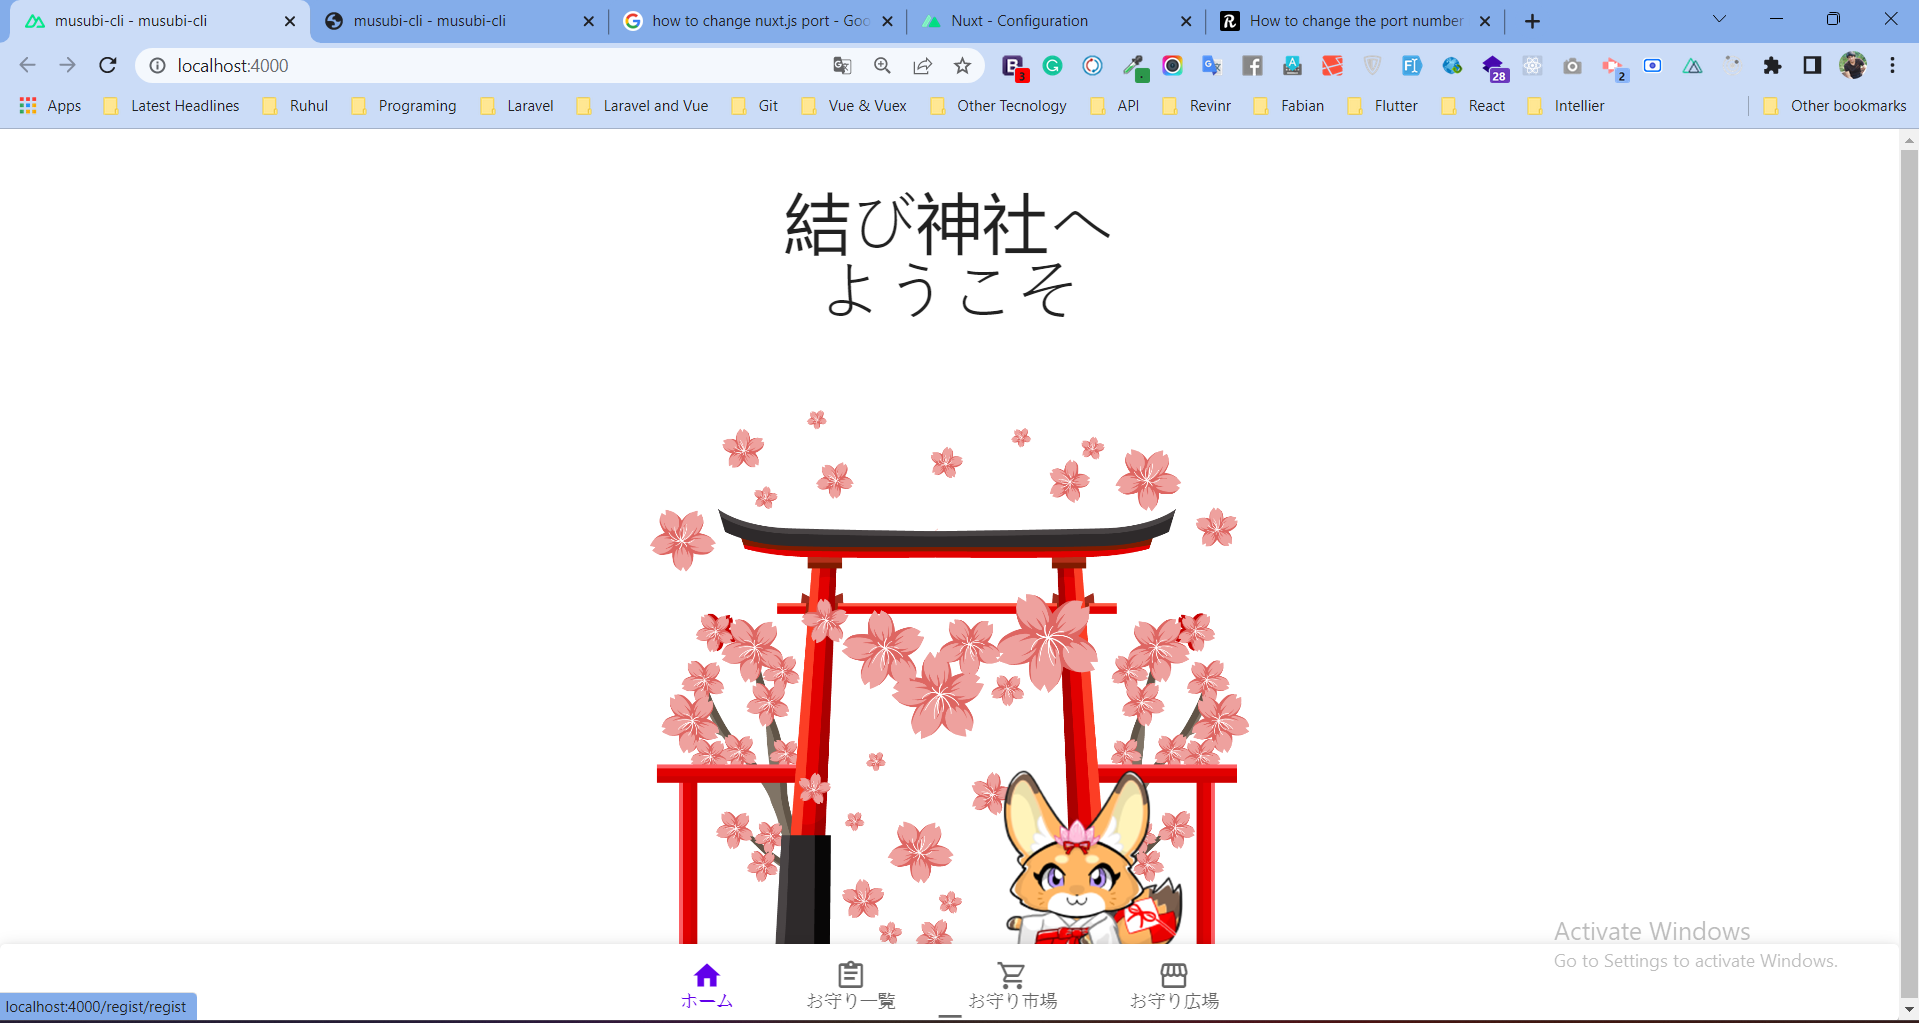 musubi-cli - musubi-cli
musubi-cli - musubi-cli
how to change nuxt.js port - Goo
Nuxt - Configuration
How to change the port number
localhost:4000
3
28
2
Apps
Latest Headlines
Ruhul
Programing
Laravel
Laravel and Vue
Git
Vue & Vuex
Other Tecnology
API
Revinr
Fabian
Flutter
React
Intellier
Other bookmarks
結び神社へ
ようこそ
Activate Windows
Go to Settings to activate Windows.
ホーム
お守り一覧
お守り市場
お守り広場
localhost:4000/regist/regist